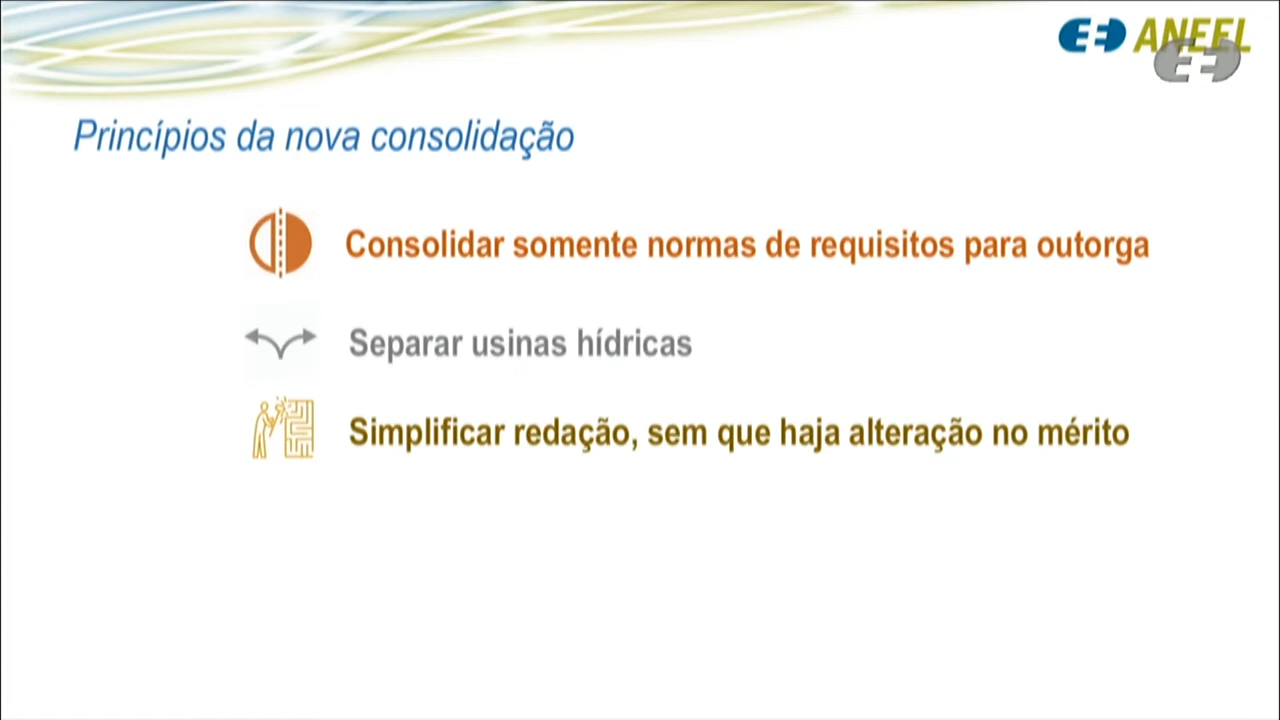 ANEEL
Princípios da nova consolidação
Consolidar somente normas de requisitos para outorga
Separar usinas hídricas
Simplificar redação, sem que haja alteração no mérito